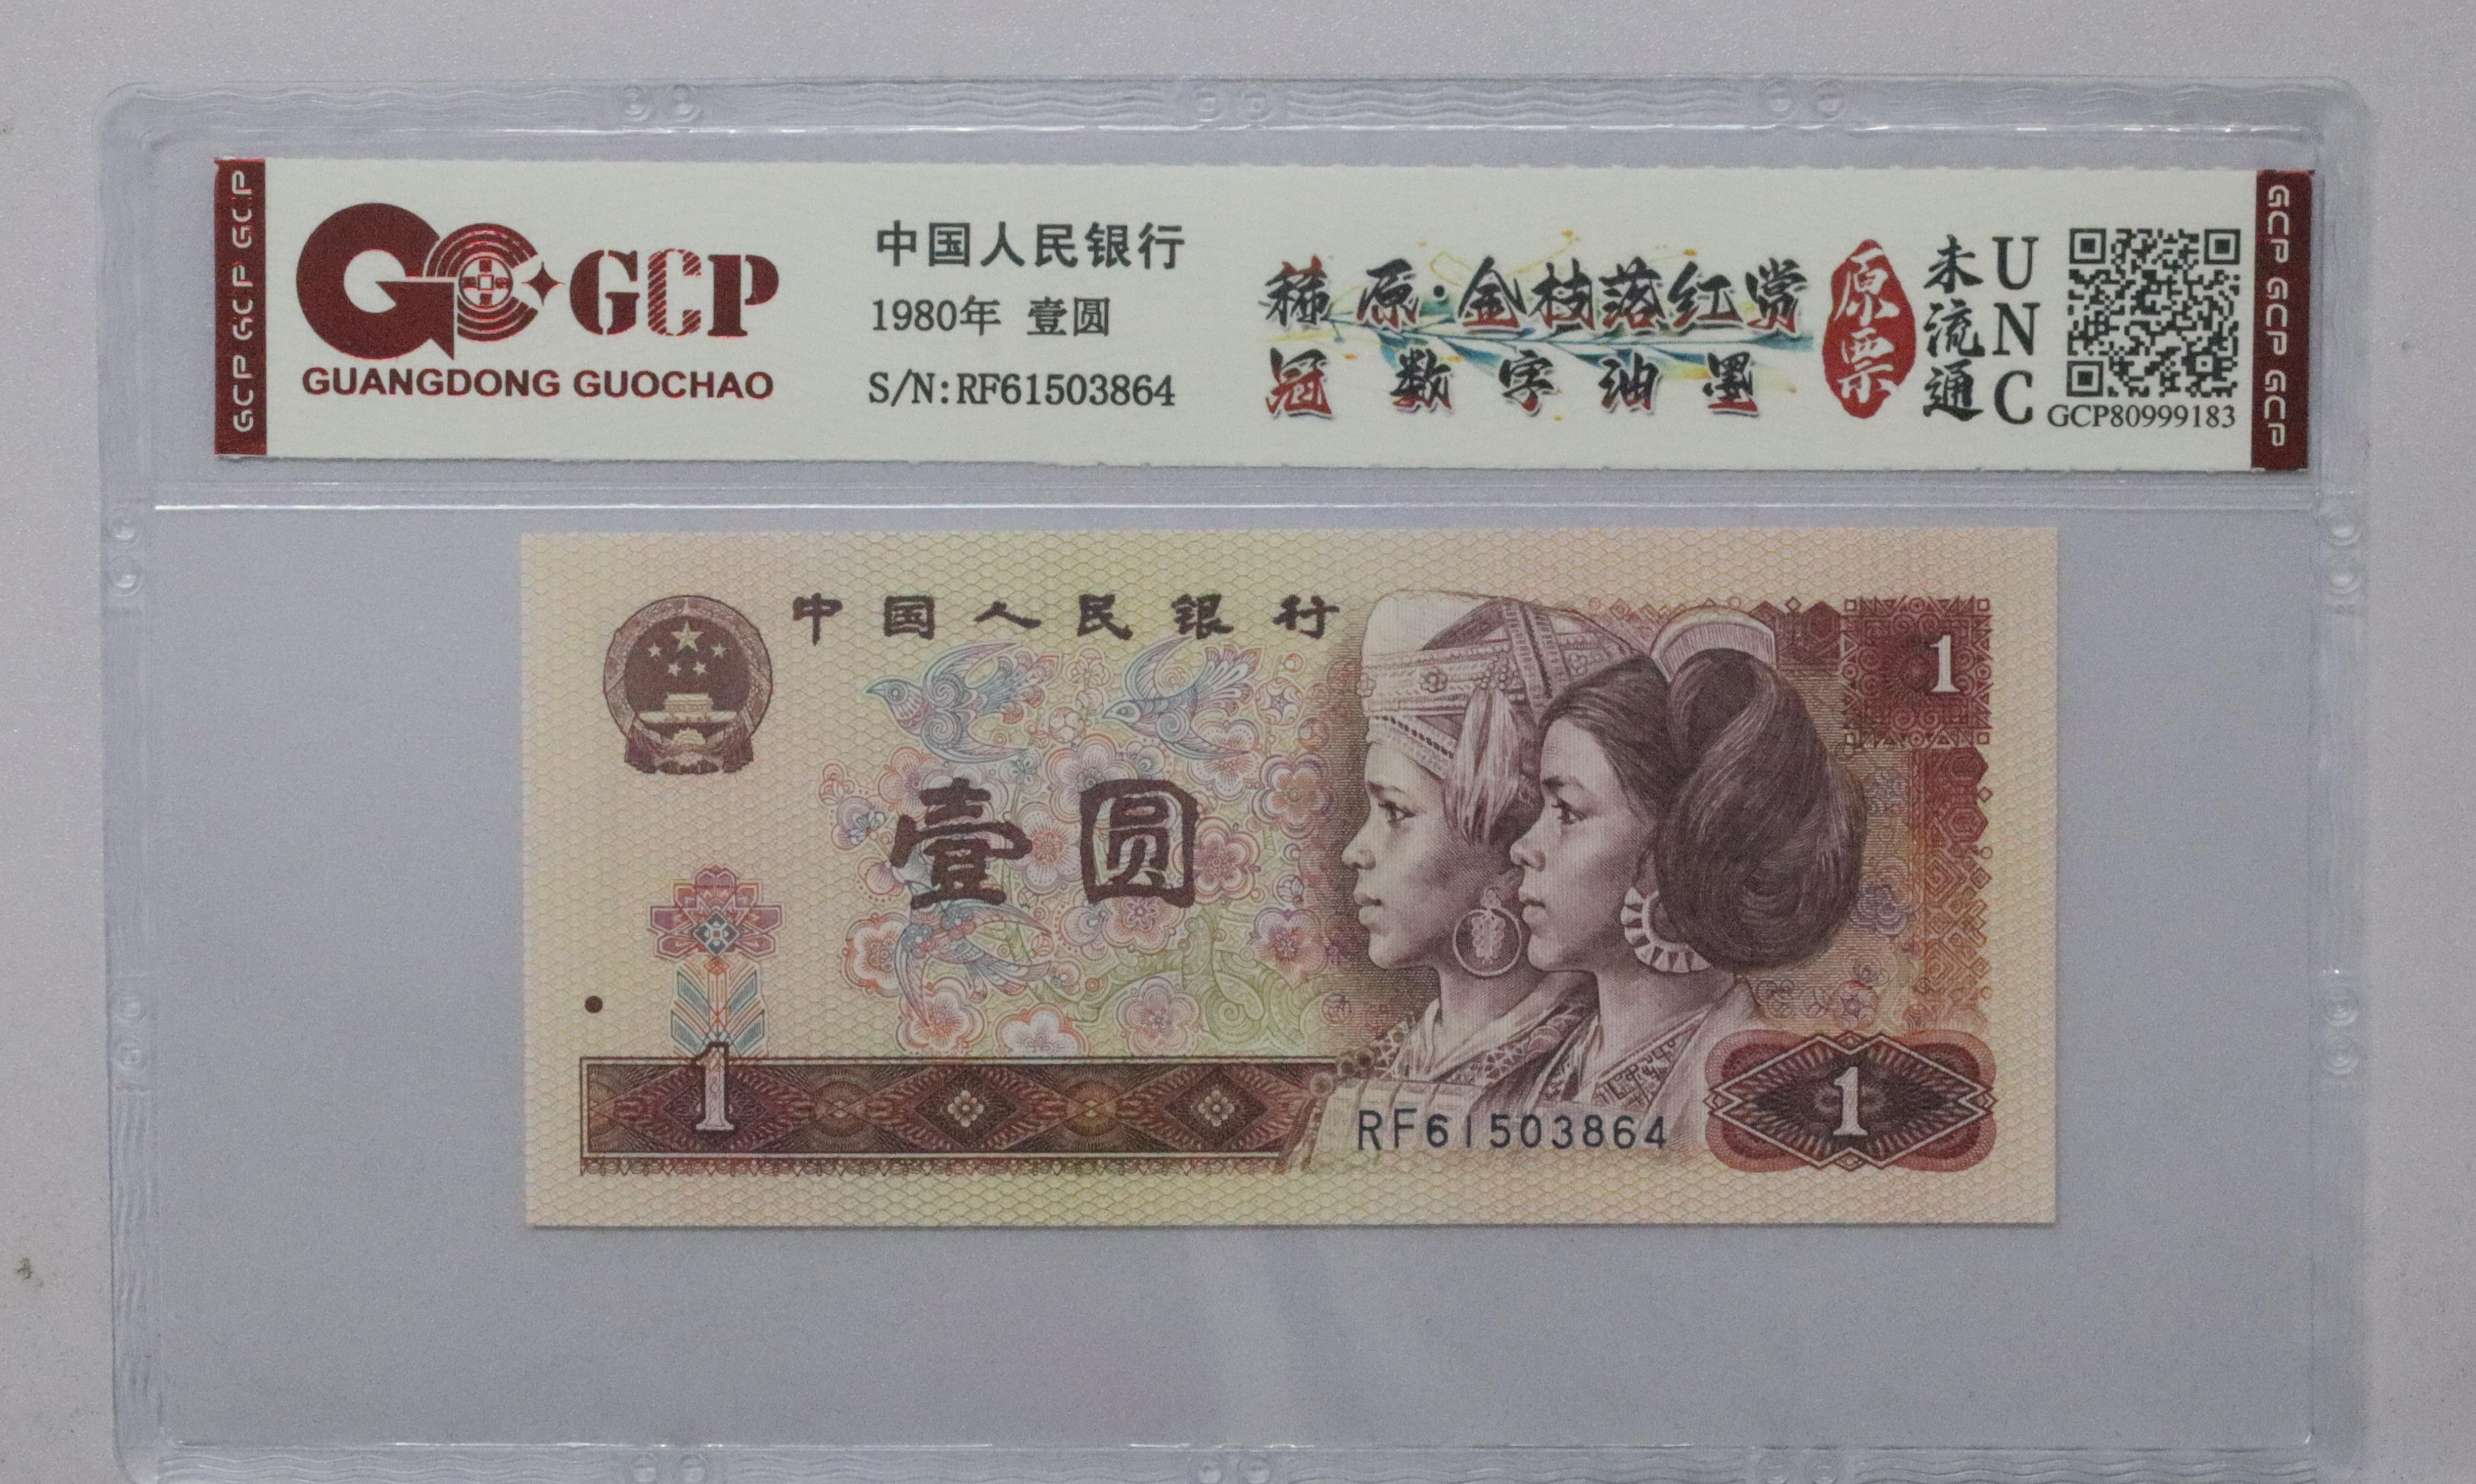 GCP GCP GCP
GCP
GUANGDONG GUOCHAO
中国人民银行
1980年 壹圆
S/N:RF61503864
稀原·金枝落红赏
冠数字油墨
原票
未流通
UNC
GCP80999183
GCP GCP GCP
中国人民银行
1
壹圆
1
RF61503864
1